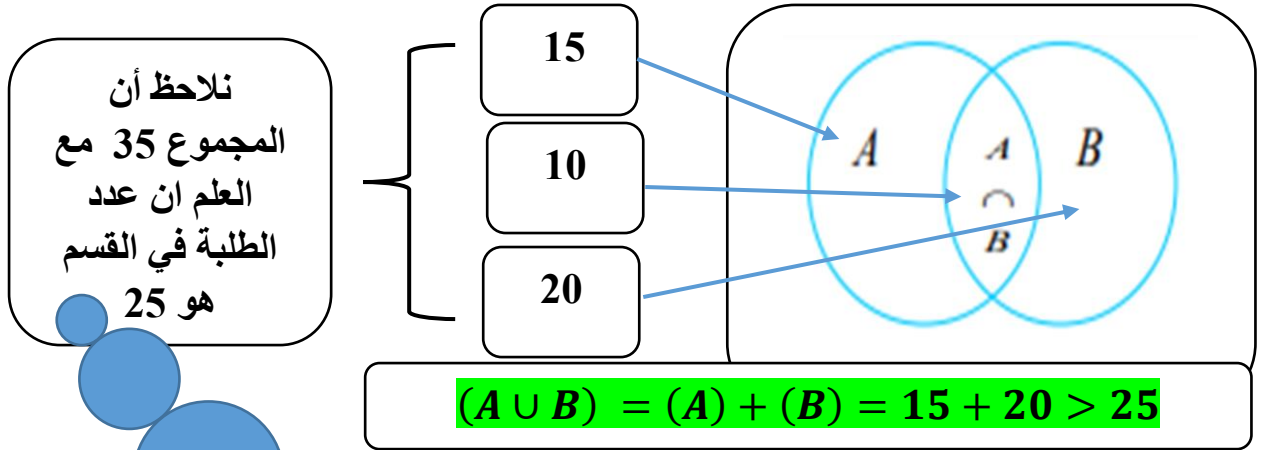 نلاحظ أن
المجموع 35 مع
العلم ان عدد
الطلبة في القسم
هو 25
15
10
20
A
A
∩
B
B
(A ∪ B) = (A) + (B) = 15 + 20 > 25